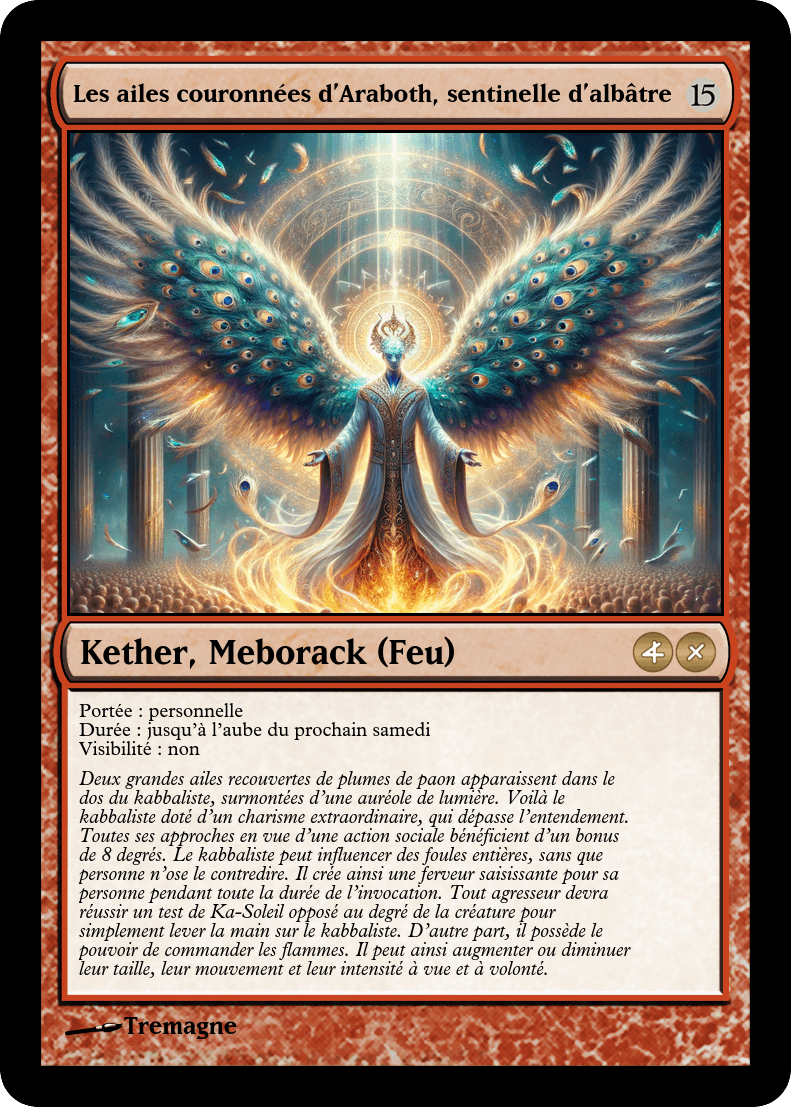 Les ailes couronnées d'Araboth, sentinelle d'albâtre 15
Kether, Meborack (Feu)
Portée : personnelle
Durée : jusqu'à l'aube du prochain samedi
Visibilité : non
Deux grandes ailes recouvertes de plumes de paon apparaissent dans le
dos du kabbaliste, surmontées d'une auréole de lumière. Voilà le
kabbaliste doté d'un charisme extraordinaire, qui dépasse l'entendement.
Toutes ses approches en vue d'une action sociale bénéficient d'un bonus
de 8 degrés. Le kabbaliste peut influencer des foules entières, sans que
personne n'ose le contredire. Il crée ainsi une ferveur saisissante pour sa
personne pendant toute la durée de l'invocation. Tout agresseur devra
réussir un test de Ka-Soleil opposé au degré de la créature pour
simplement lever la main sur le kabbaliste. D'autre part, il possède le
pouvoir de commander les flammes. Il peut ainsi augmenter ou diminuer
leur taille, leur mouvement et leur intensité à vue et à volonté.
Tremagne